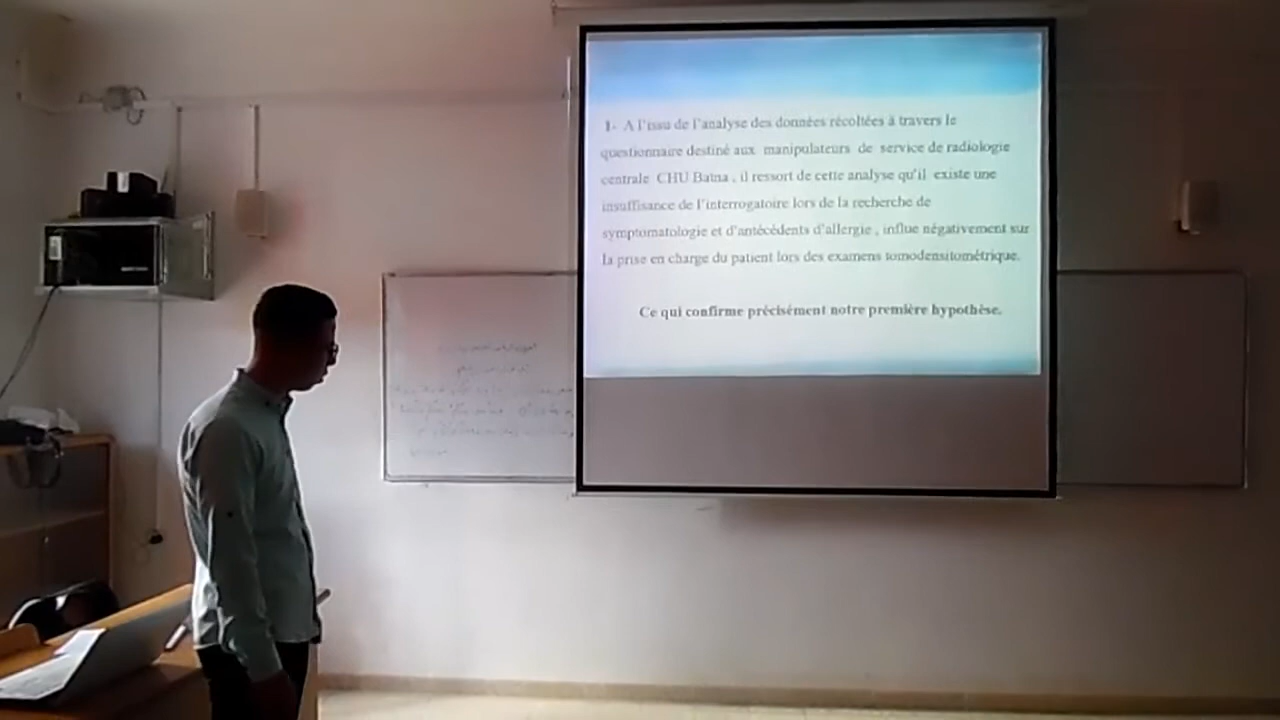 1- A l'issu de l'analyse des données récoltées à travers le
questionnaire destiné aux manipulateurs de service de radiologie
centrale CHU Batna , il ressort de cette analyse qu'il existe une
insuffisance de l'interrogatoire lors de la recherche de
symptomatologie et d'antécédents d'allergie , influe négativement sur
la prise en charge du patient lors des examens tomodensitométrique.
Ce qui confirme précisément notre première hypothèse.